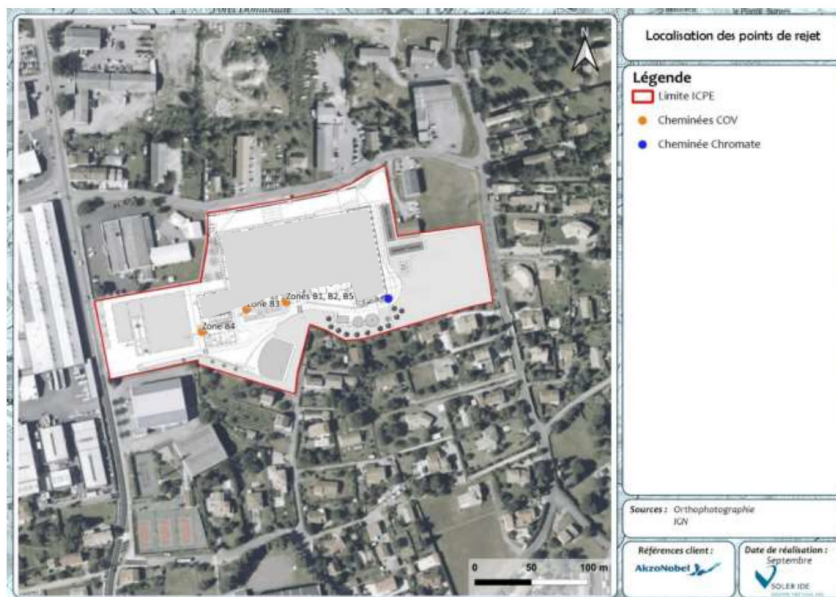 Localisation des points de rejet
Légende
Limite ICPE
Cheminées COV
Cheminée Chromate
N
Zones B1, B2, B5
Zone B3
Zone B4
0 50 100 m
Sources : Orthophotographie
IGN
Références client :
AkzoNobel
Date de réalisation :
Septembre
SOLER IDE